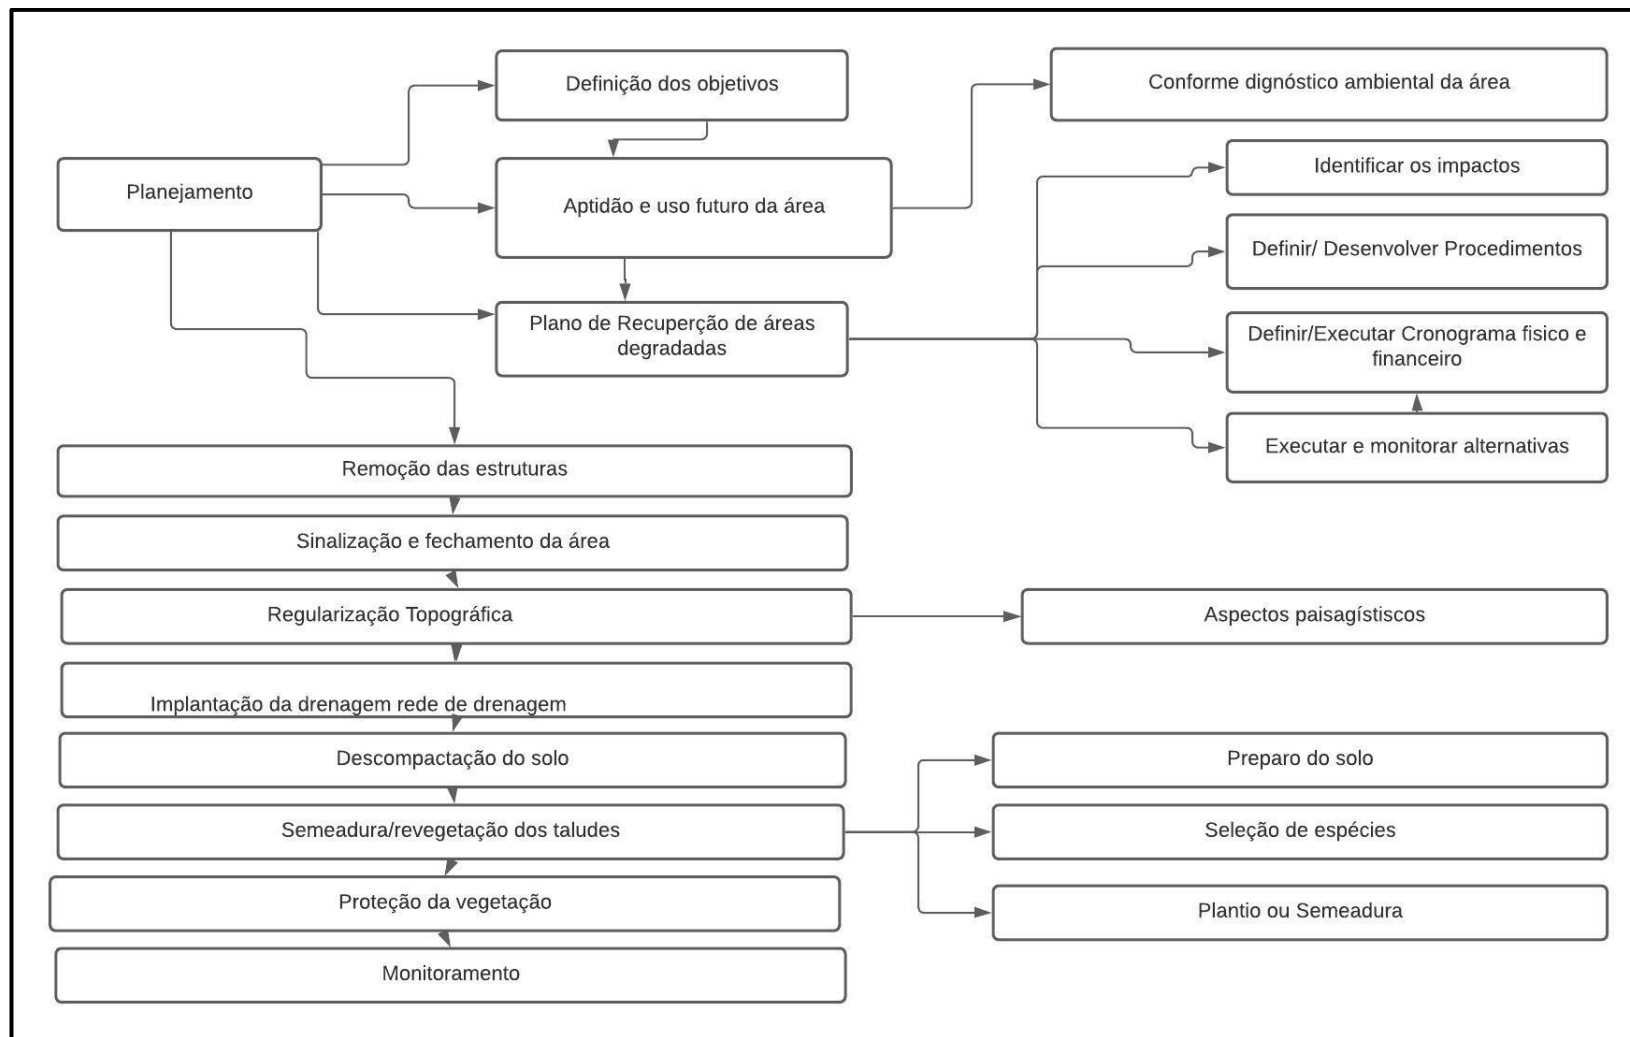 Definição dos objetivos
Conforme dignóstico ambiental da área
Planejamento
Aptidão e uso futuro da área
Identificar os impactos
Definir/ Desenvolver Procedimentos
Plano de Recuperção de áreas
degradadas
Definir/Executar Cronograma fisico e
financeiro
Executar e monitorar alternativas
Remoção das estruturas
Sinalização e fechamento da área
Regularização Topográfica
Aspectos paisagístiscos
Implantação da drenagem rede de drenagem
Descompactação do solo
Preparo do solo
Semeadura/revegetação dos taludes
Seleção de espécies
Proteção da vegetação
Plantio ou Semeadura
Monitoramento